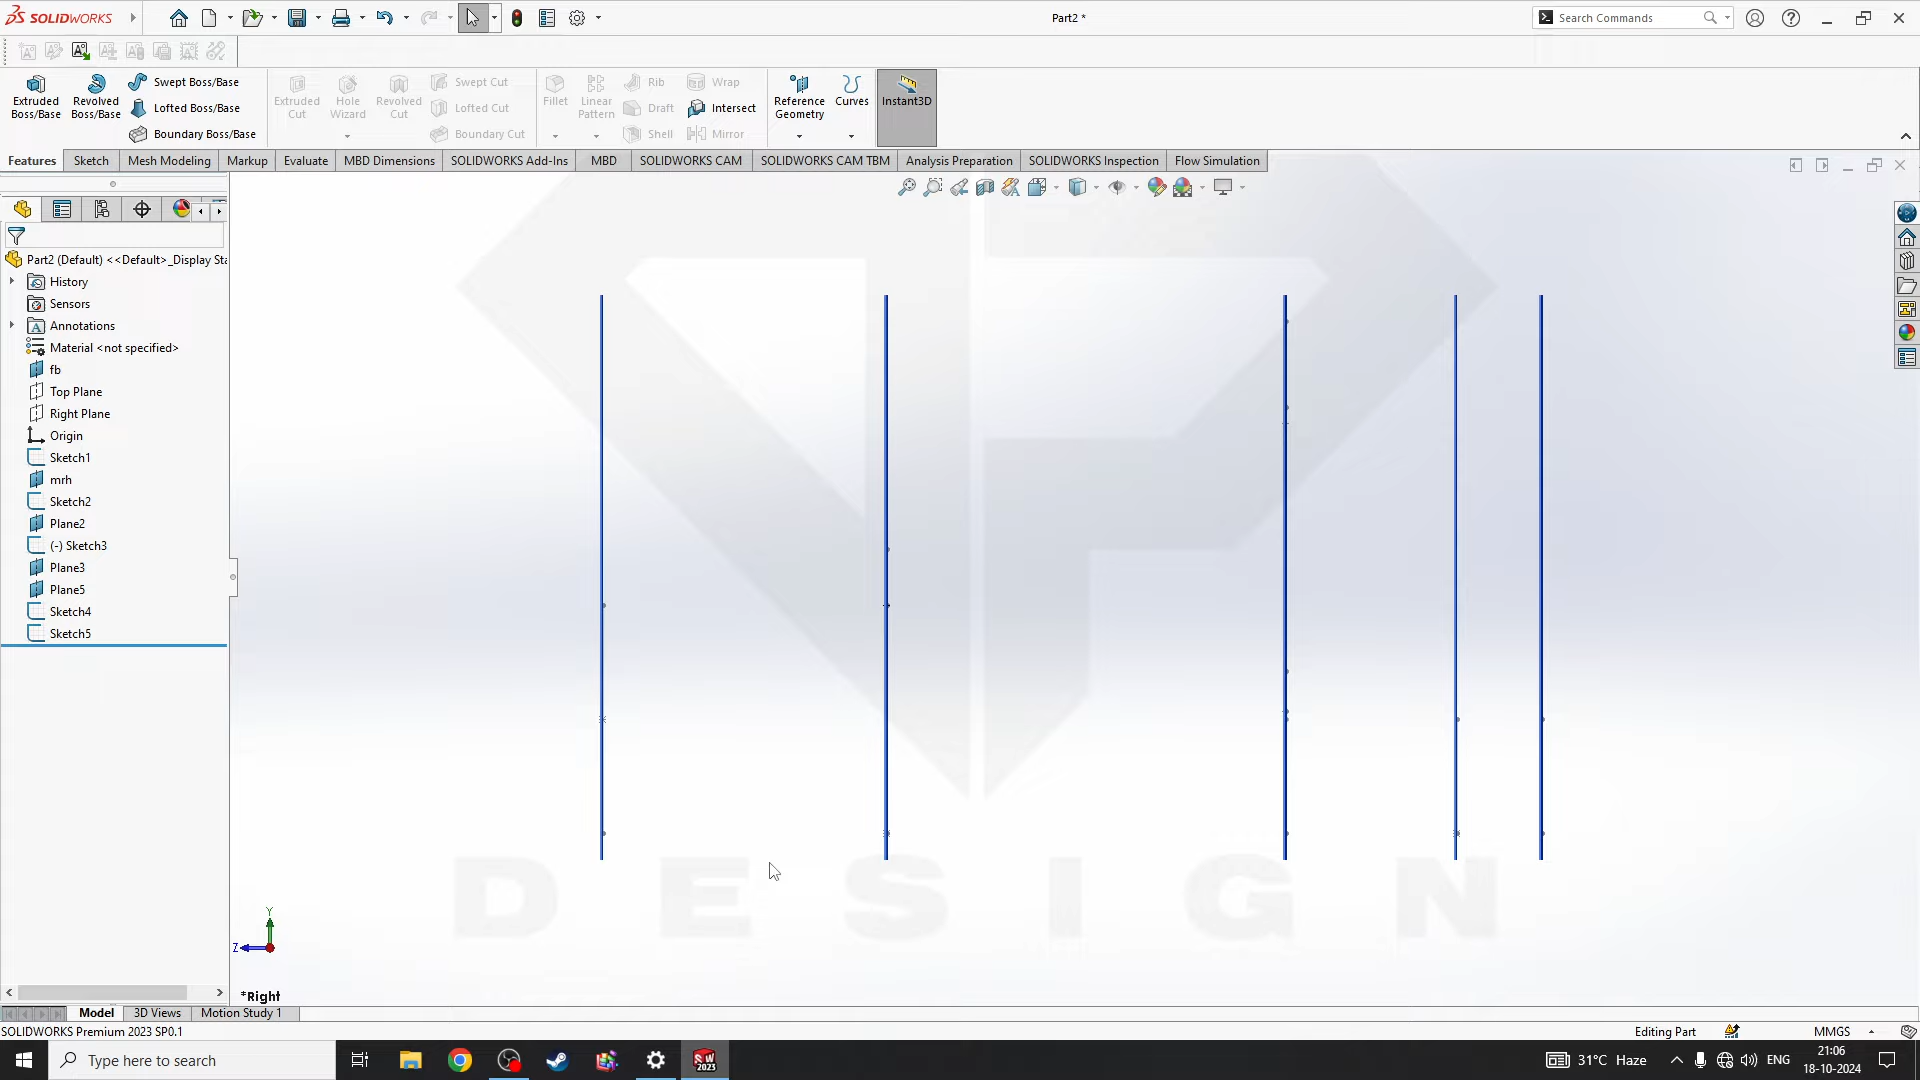 SOLIDWORKS
Part2 *
Search Commands
Extruded Boss/Base
Revolved Boss/Base
Swept Boss/Base
Lofted Boss/Base
Boundary Boss/Base
Extruded Cut
Hole Wizard
Revolved Cut
Swept Cut
Lofted Cut
Boundary Cut
Fillet
Linear Pattern
Rib
Draft
Shell
Wrap
Intersect
Mirror
Reference Geometry
Curves
Instant3D
Features
Sketch
Mesh Modeling
Markup
Evaluate
MBD Dimensions
SOLIDWORKS Add-Ins
MBD
SOLIDWORKS CAM
SOLIDWORKS CAM TBM
Analysis Preparation
SOLIDWORKS Inspection
Flow Simulation
Part2 (Default) <<Default>_Display Sta
History
Sensors
Annotations
Material <not specified>
fb
Top Plane
Right Plane
Origin
Sketch1
mrh
Sketch2
Plane2
(-) Sketch3
Plane3
Plane5
Sketch4
Sketch5
DESIGN
Y
Z
*Right
Model
3D Views
Motion Study 1
SOLIDWORKS Premium 2023 SP0.1
Editing Part
MMGS
Type here to search
31°C Haze
ENG
21:06
18-10-2024